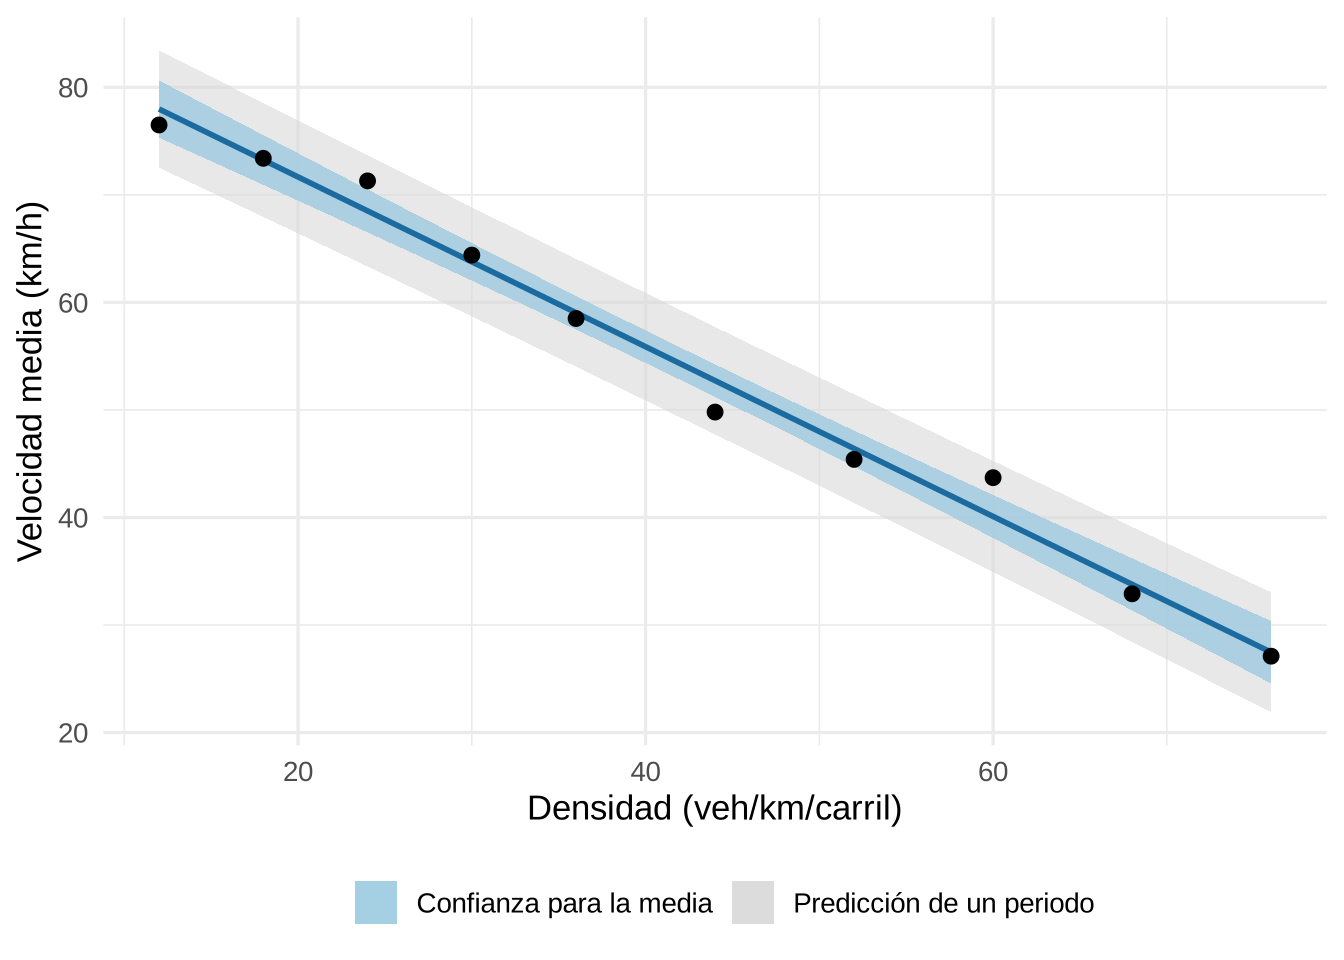 80
60
40
20
Velocidad media (km/h)
20 40 60
Densidad (veh/km/carril)
Confianza para la media Predicción de un periodo